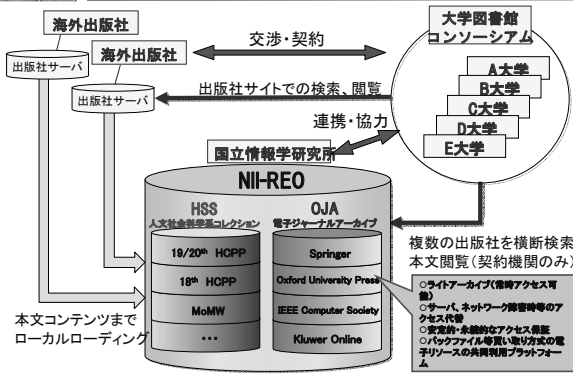 海外出版社
海外出版社
出版社サーバ
出版社サーバ
交渉・契約
大学図書館
コンソーシアム
A大学
B大学
C大学
D大学
E大学
出版社サイトでの検索、閲覧
連携・協力
国立情報学研究所
NII-REO
HSS
人文社会科学系コレクション
19/20th HCPP
18th HCPP
MoMW
…
OJA
電子ジャーナルアーカイブ
Springer
Oxford University Press
IEEE Computer Society
Kluwer Online
本文コンテンツまで
ローカルローディング
複数の出版社を横断検索
本文閲覧(契約機関のみ)
○ライトアーカイブ(常時アクセス可
能)
○サーバ、ネットワーク障害時等のア
クセス代替
○安定的・永続的なアクセス保証
○バックファイル等買い取り方式の電
子リソースの共同利用プラットフォー
ム